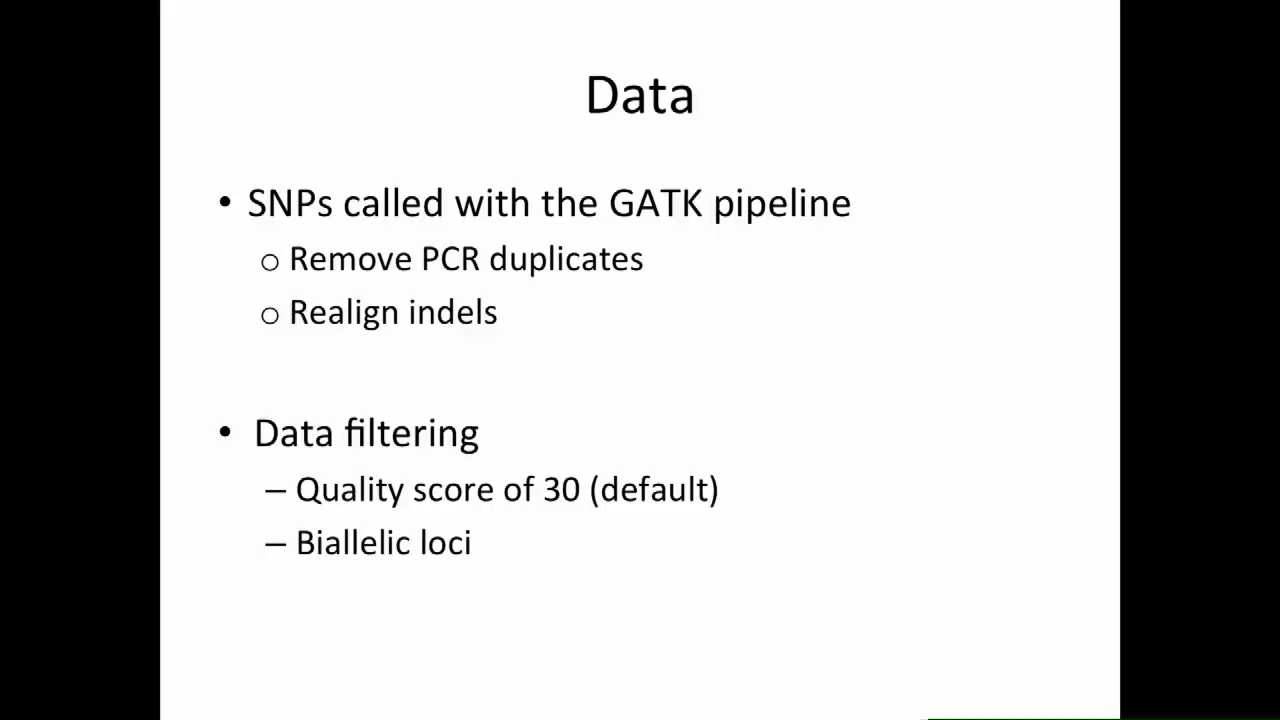 Data
• SNPs called with the GATK pipeline
o Remove PCR duplicates
o Realign indels
• Data filtering
– Quality score of 30 (default)
– Biallelic loci